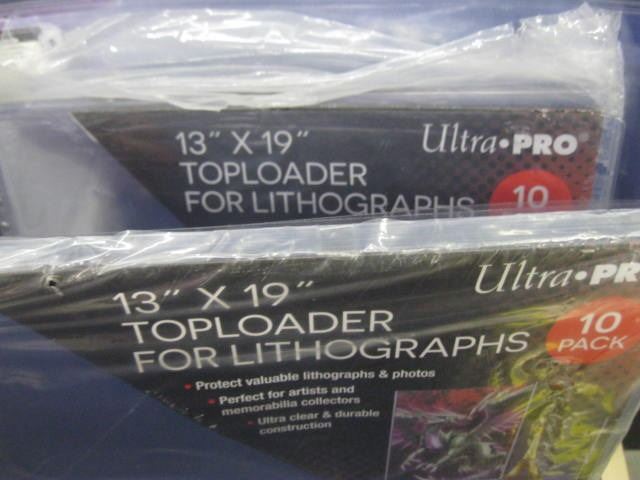 13" X 19"
TOPLOADER
FOR LITHOGRAPHS
Ultra•PRO®
10
13" X 19"
TOPLOADER
FOR LITHOGRAPHS
• Protect valuable lithographs & photos
• Perfect for artists and
memorabilia collectors
• Ultra clear & durable
construction
Ultra•PR
10
PACK